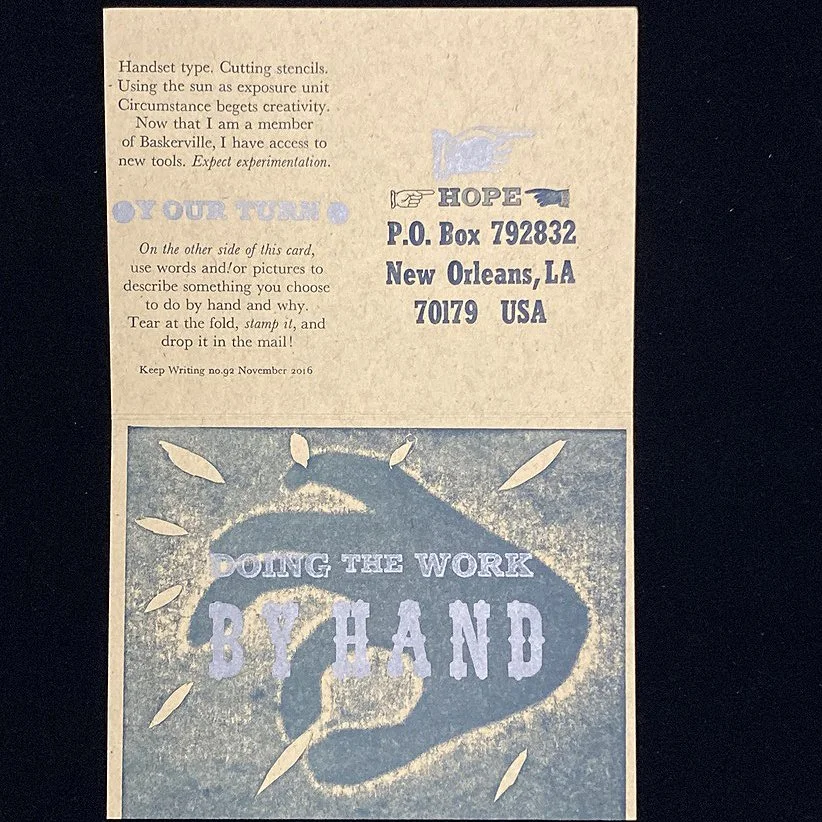 Handset type. Cutting stencils.
Using the sun as exposure unit
Circumstance begets creativity.
Now that I am a member
of Baskerville, I have access to
new tools. Expect experimentation.
YOUR TURN
On the other side of this card,
use words and/or pictures to
describe something you choose
to do by hand and why.
Tear at the fold, stamp it, and
drop it in the mail!
Keep Writing no.92 November 2016
HOPE
P.O. Box 792832
New Orleans, LA
70179 USA
DOING THE WORK
BY HAND